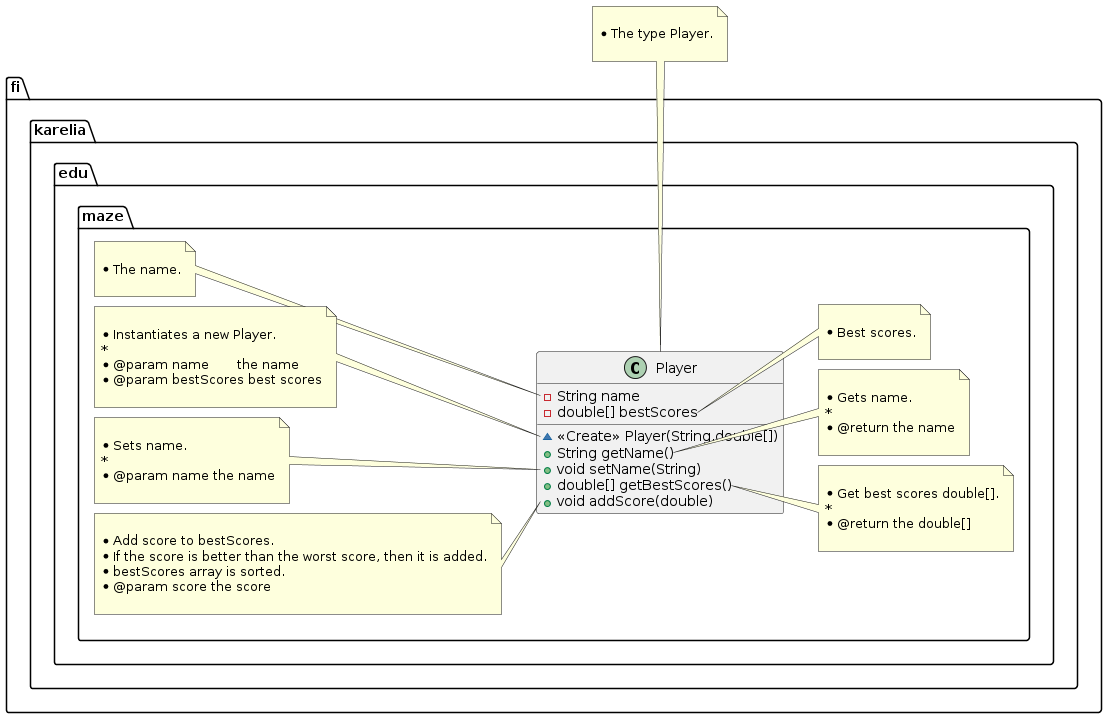 • The type Player.
fi
karelia
edu
maze
• The name.
• Instantiates a new Player.
*
• @param name the name
• @param bestScores best scores
• Sets name.
*
• @param name the name
• Add score to bestScores.
• If the score is better than the worst score, then it is added.
• bestScores array is sorted.
• @param score the score
C Player
String name
double[] bestScores
«Create» Player(String,double[])
String getName()
void setName(String)
double[] getBestScores()
void addScore(double)
• Best scores.
• Gets name.
*
• @return the name
• Get best scores double[].
*
• @return the double[]